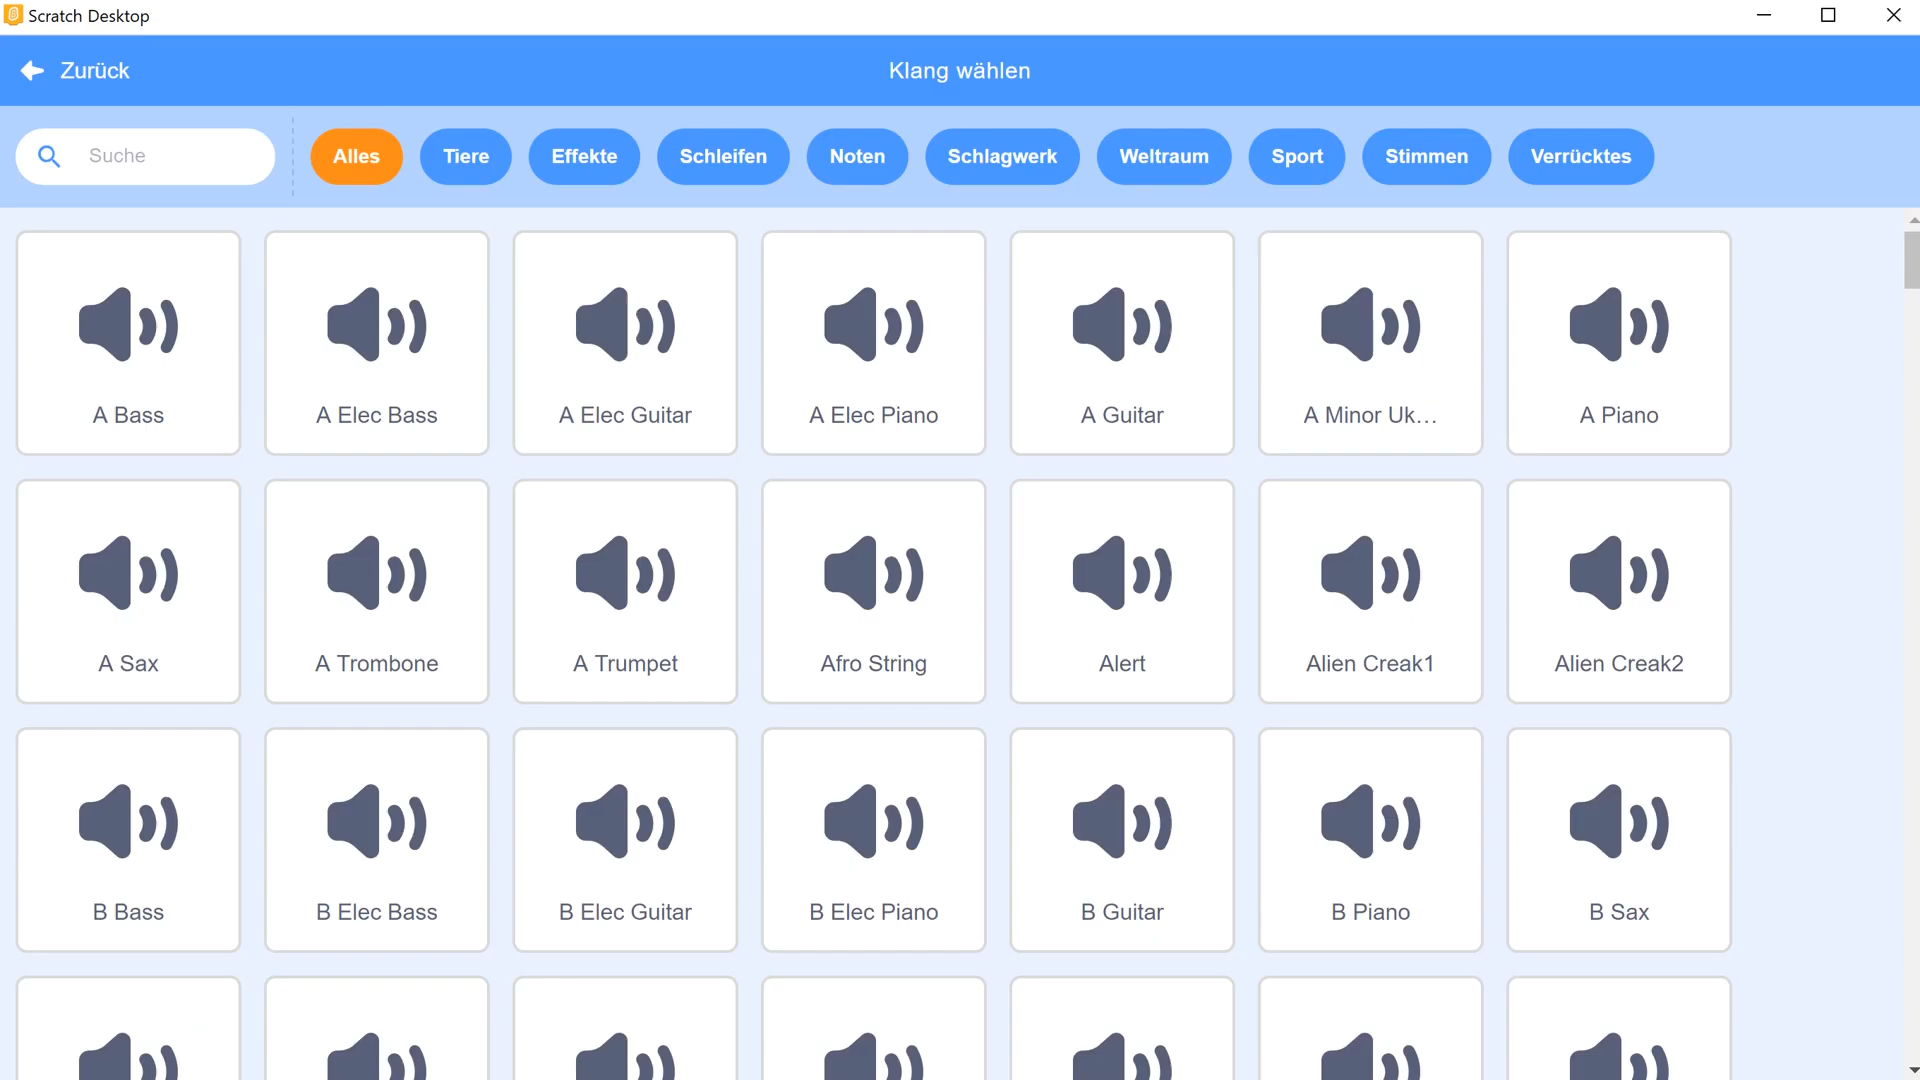 Scratch Desktop
Zurück
Klang wählen
Suche
Alles
Tiere
Effekte
Schleifen
Noten
Schlagwerk
Weltraum
Sport
Stimmen
Verrücktes
A Bass
A Elec Bass
A Elec Guitar
A Elec Piano
A Guitar
A Minor Uk…
A Piano
A Sax
A Trombone
A Trumpet
Afro String
Alert
Alien Creak1
Alien Creak2
B Bass
B Elec Bass
B Elec Guitar
B Elec Piano
B Guitar
B Piano
B Sax